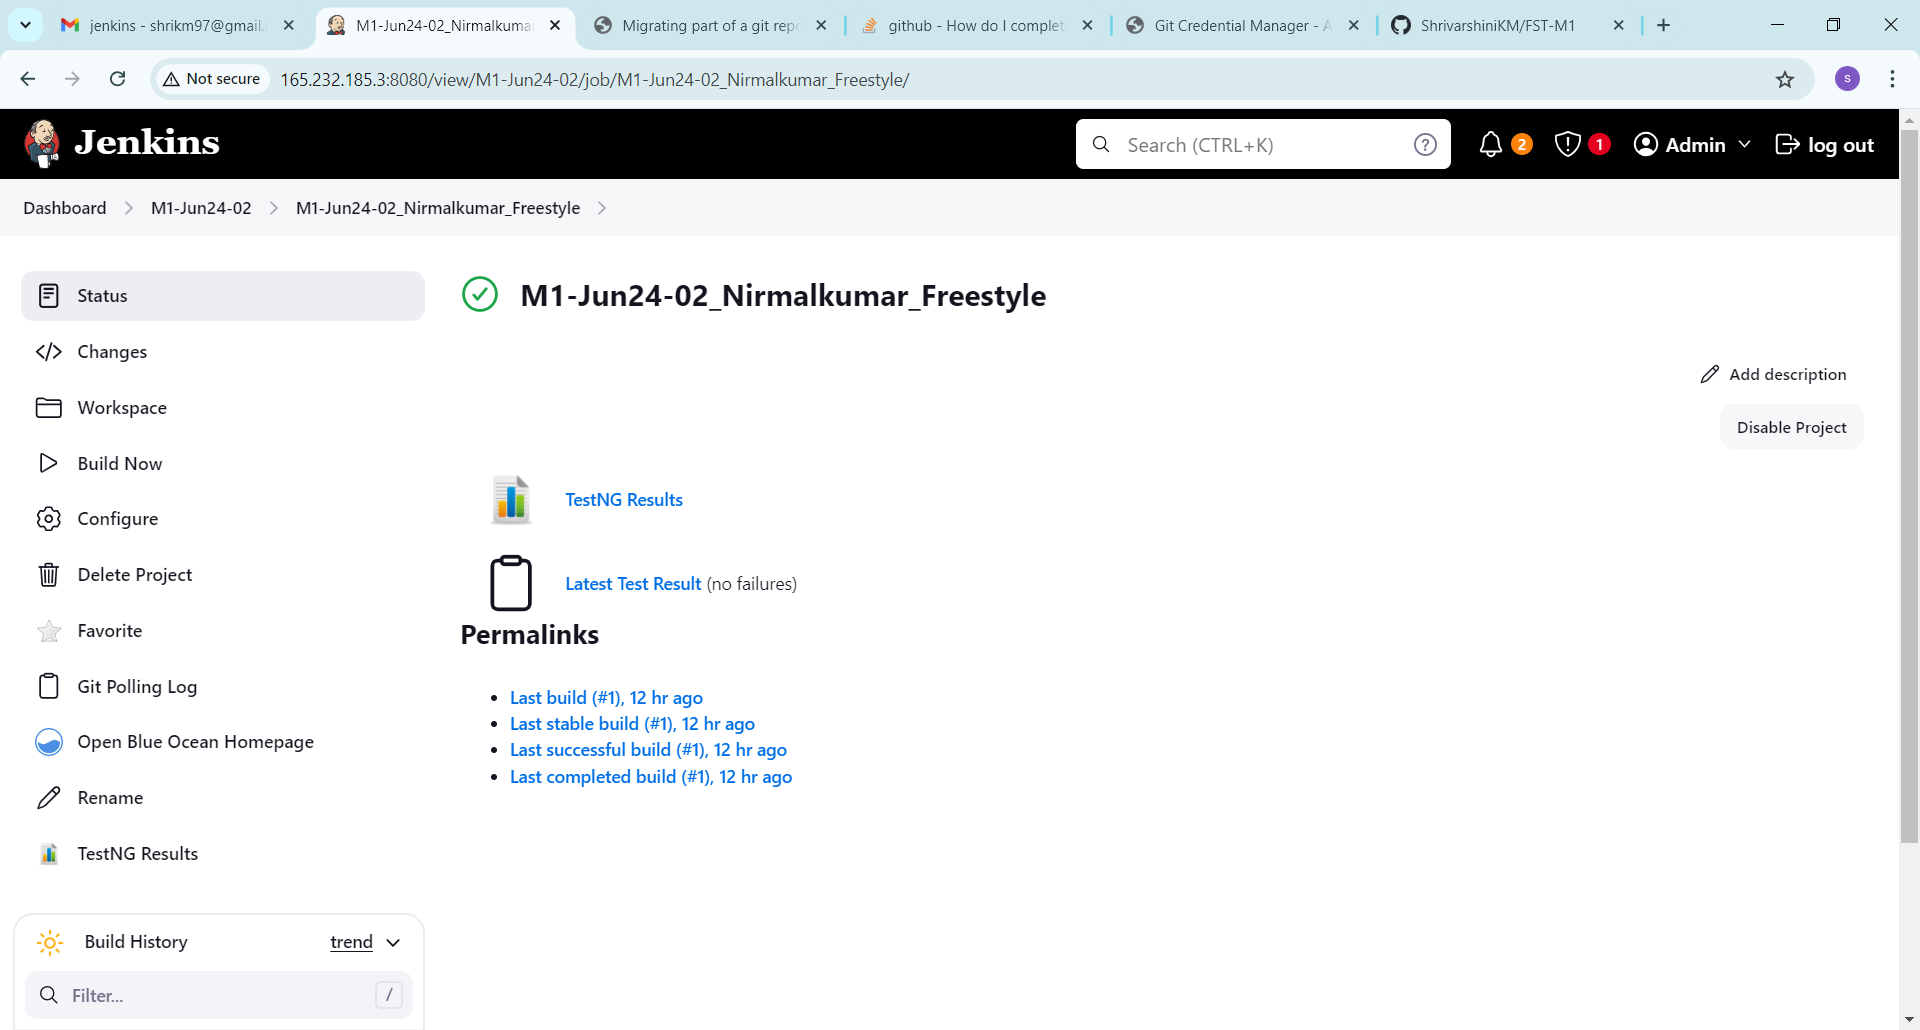 jenkins - shrikm97@gmail.
M1-Jun24-02_Nirmalkuma
Migrating part of a git rep
github - How do I complet
Git Credential Manager - A
ShrivarshiniKM/FST-M1
Not secure
165.232.185.3:8080/view/M1-Jun24-02/job/M1-Jun24-02_Nirmalkumar_Freestyle/
S
Jenkins
Search (CTRL+K)
?
2
1
Admin
log out
Dashboard
M1-Jun24-02
M1-Jun24-02_Nirmalkumar_Freestyle
Status
Changes
Workspace
Build Now
Configure
Delete Project
Favorite
Git Polling Log
Open Blue Ocean Homepage
Rename
TestNG Results
Build History
trend
Filter...
/
M1-Jun24-02_Nirmalkumar_Freestyle
Add description
Disable Project
TestNG Results
Latest Test Result (no failures)
Permalinks
• Last build (#1), 12 hr ago
• Last stable build (#1), 12 hr ago
• Last successful build (#1), 12 hr ago
• Last completed build (#1), 12 hr ago